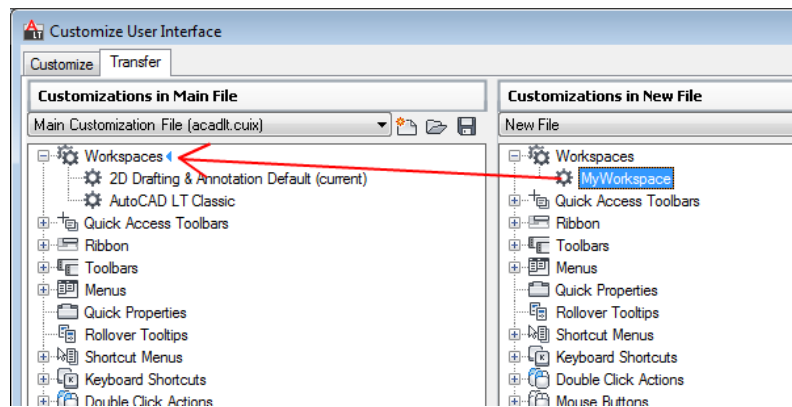 Customize User Interface
Customize Transfer
Customizations in Main File
Main Customization File (acadlt.cuix)
Workspaces
2D Drafting & Annotation Default (current)
AutoCAD LT Classic
Quick Access Toolbars
Ribbon
Toolbars
Menus
Quick Properties
Rollover Tooltips
Shortcut Menus
Keyboard Shortcuts
Double Click Actions
Customizations in New File
New File
Workspaces
MyWorkspace
Quick Access Toolbars
Ribbon
Toolbars
Menus
Quick Properties
Rollover Tooltips
Shortcut Menus
Keyboard Shortcuts
Double Click Actions
Mouse Buttons